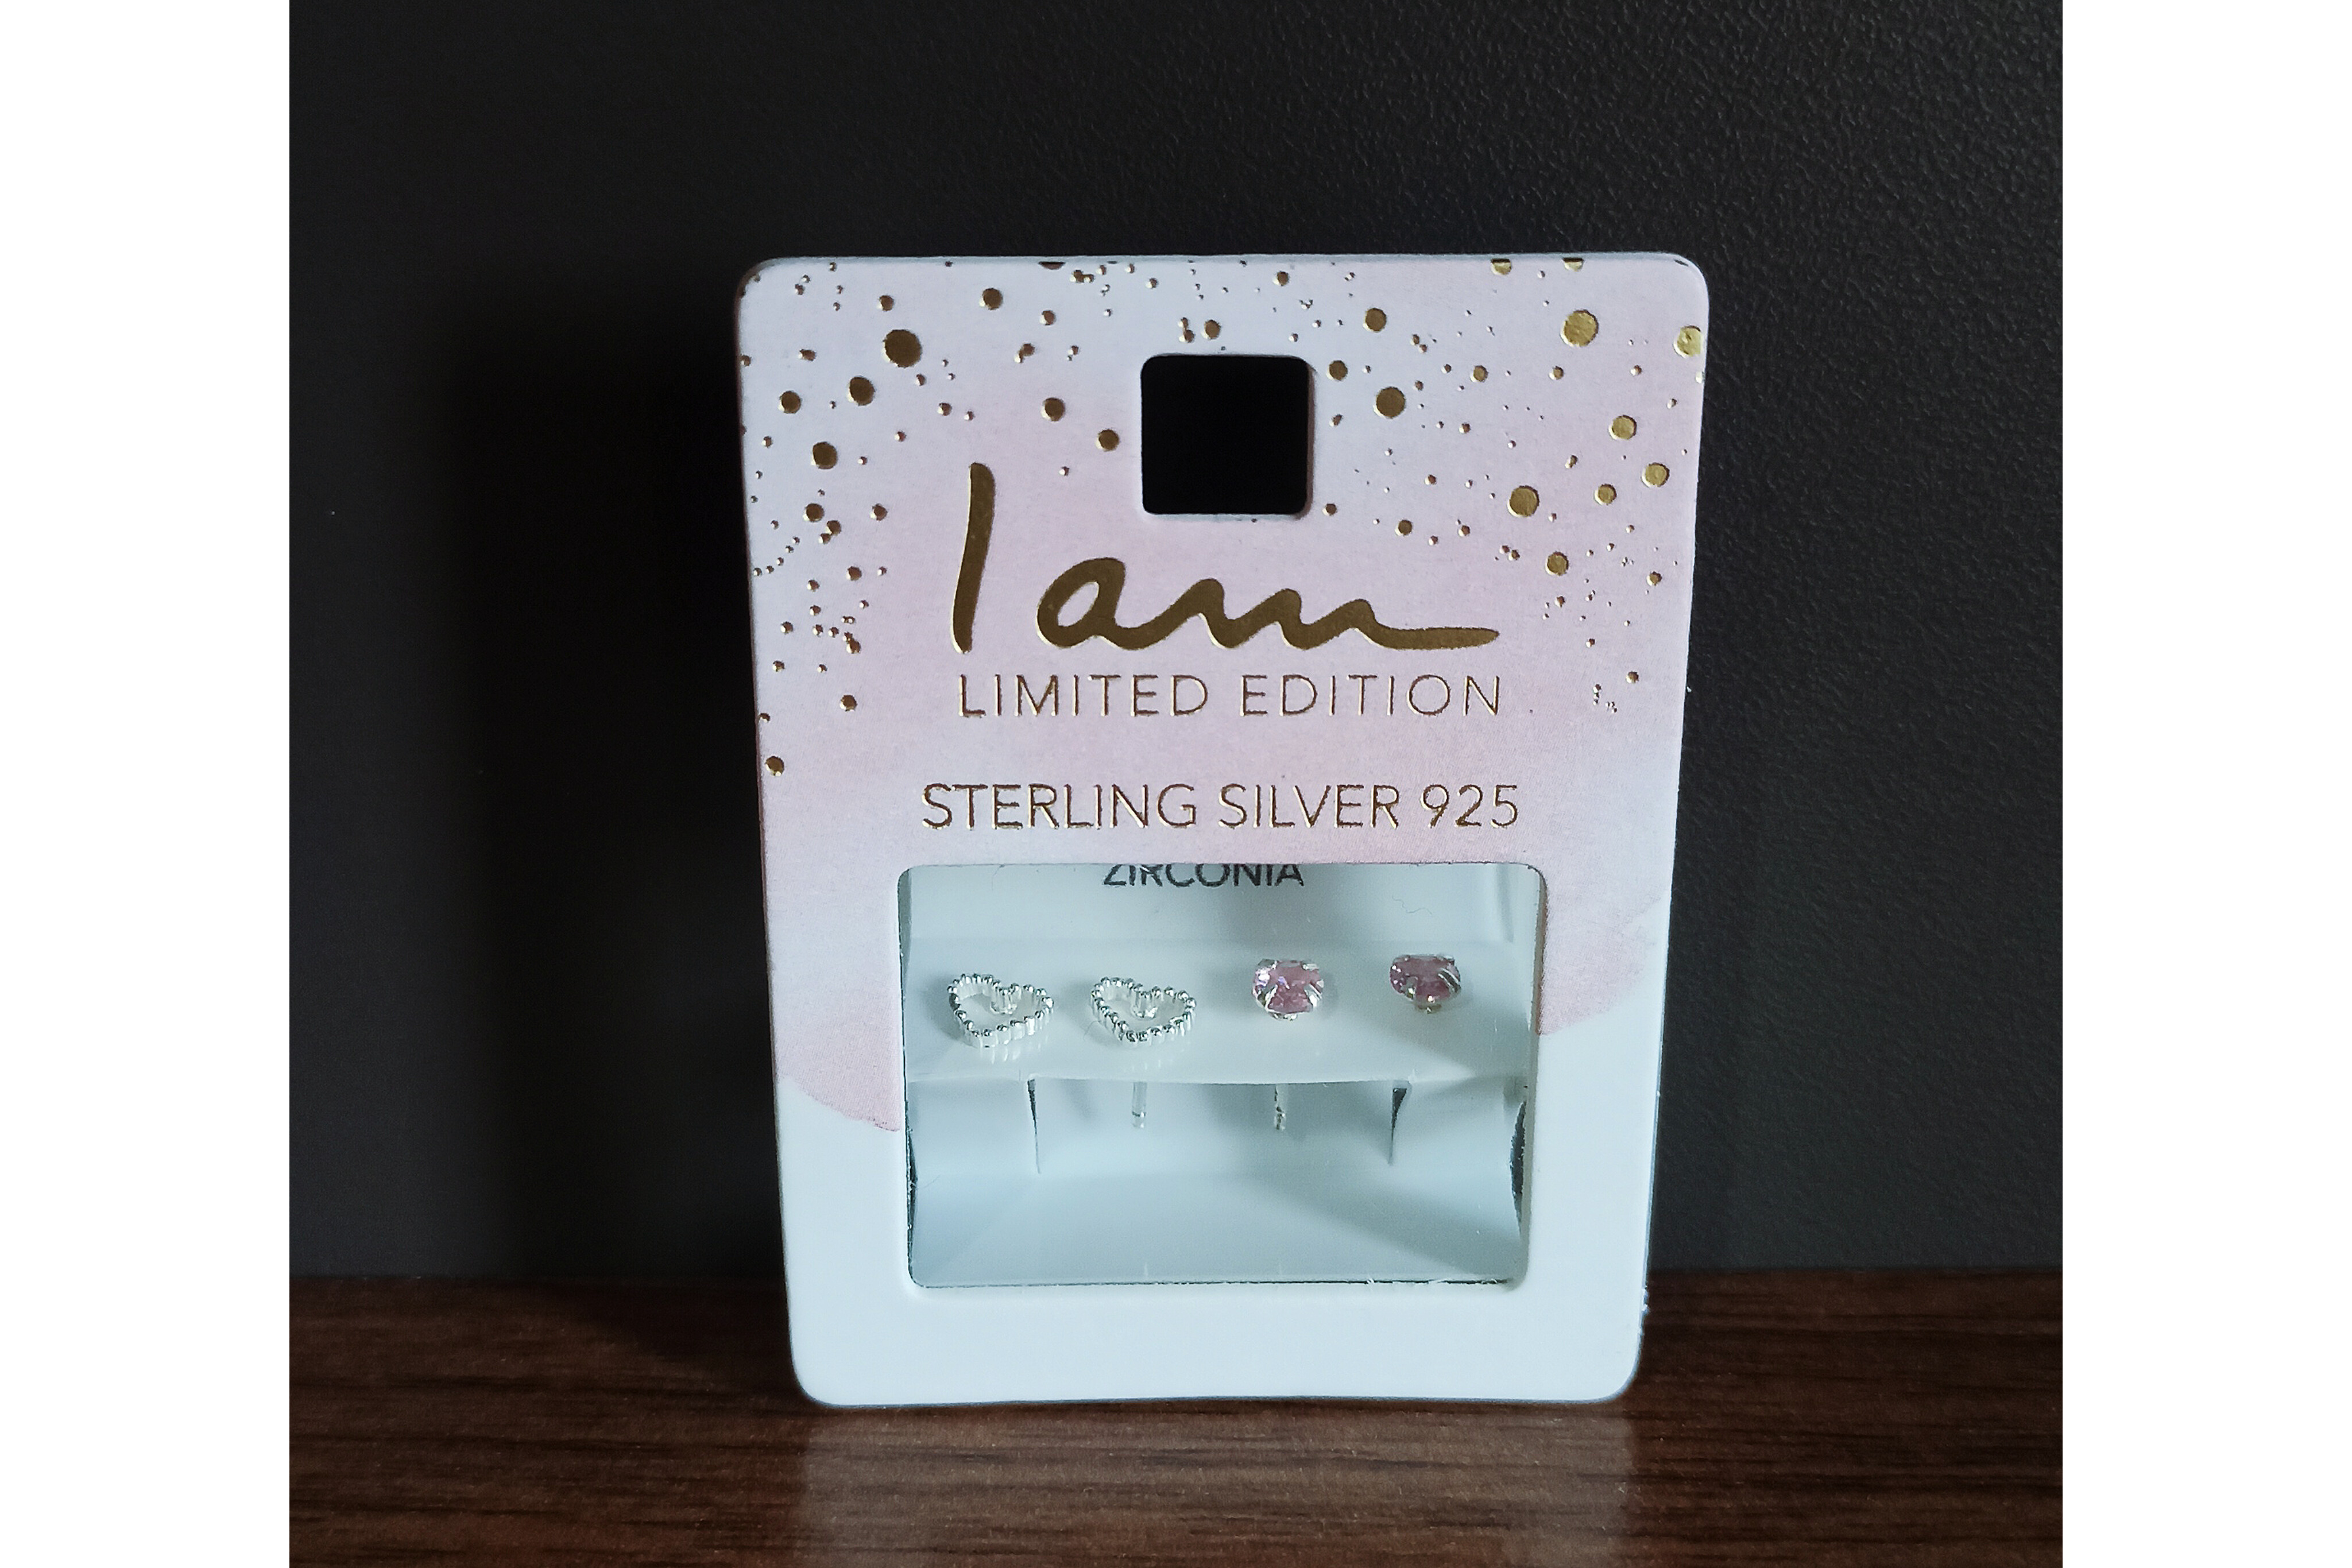 I am
LIMITED EDITION
STERLING SILVER 925
ZIRCONIA